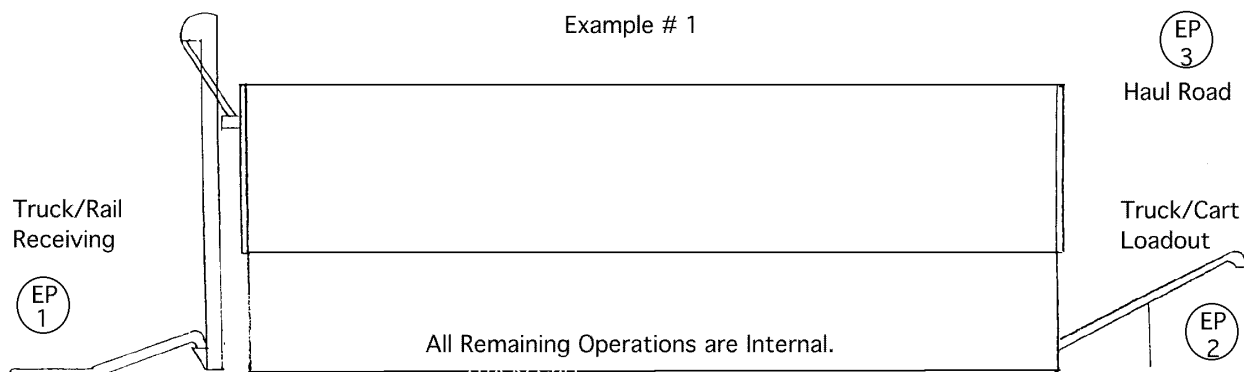 Example # 1
EP
3
Haul Road
Truck/Rail
Receiving
Truck/Cart
Loadout
EP
1
EP
2
All Remaining Operations are Internal.